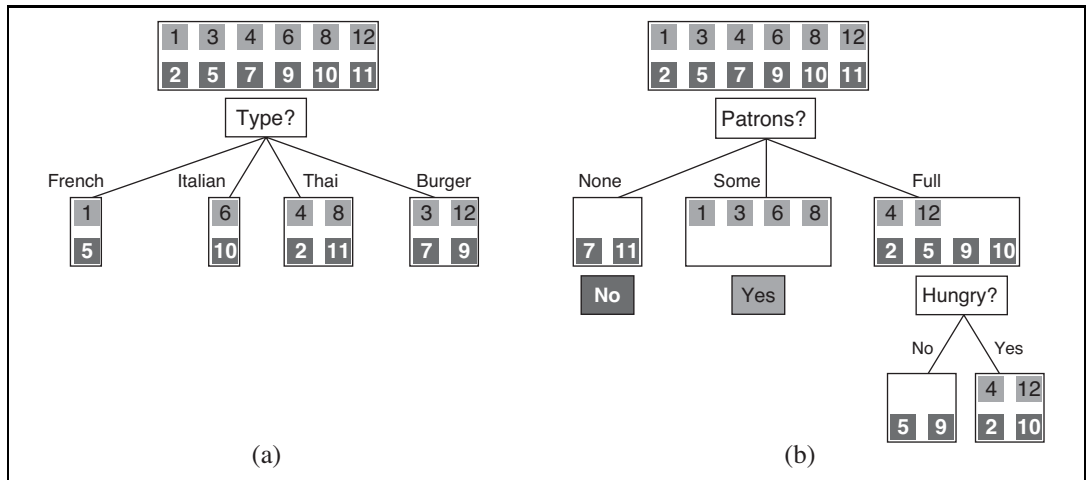 1 3 4 6 8 12
2 5 7 9 10 11
Type?
French Italian Thai Burger
1 6 4 8 3 12
5 10 2 11 7 9
(a)
1 3 4 6 8 12
2 5 7 9 10 11
Patrons?
None Some Full
1 3 6 8 4 12
7 11 2 5 9 10
No Yes Hungry?
No Yes
4 12
5 9 2 10
(b)